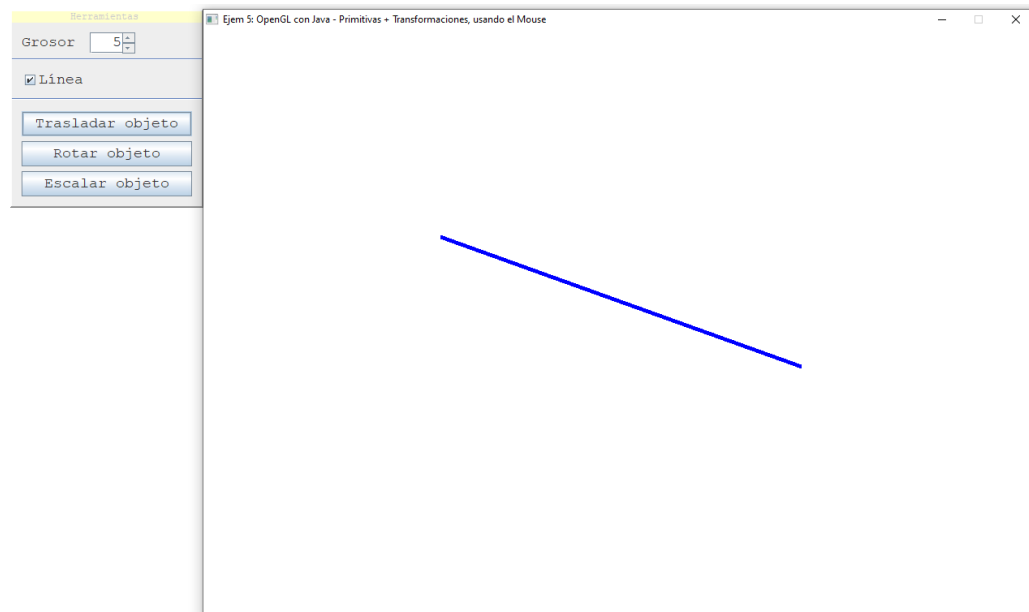 Herramientas
Ejem 5: OpenGL con Java - Primitivas + Transformaciones, usando el Mouse
Grosor 5
Línea
Trasladar objeto
Rotar objeto
Escalar objeto